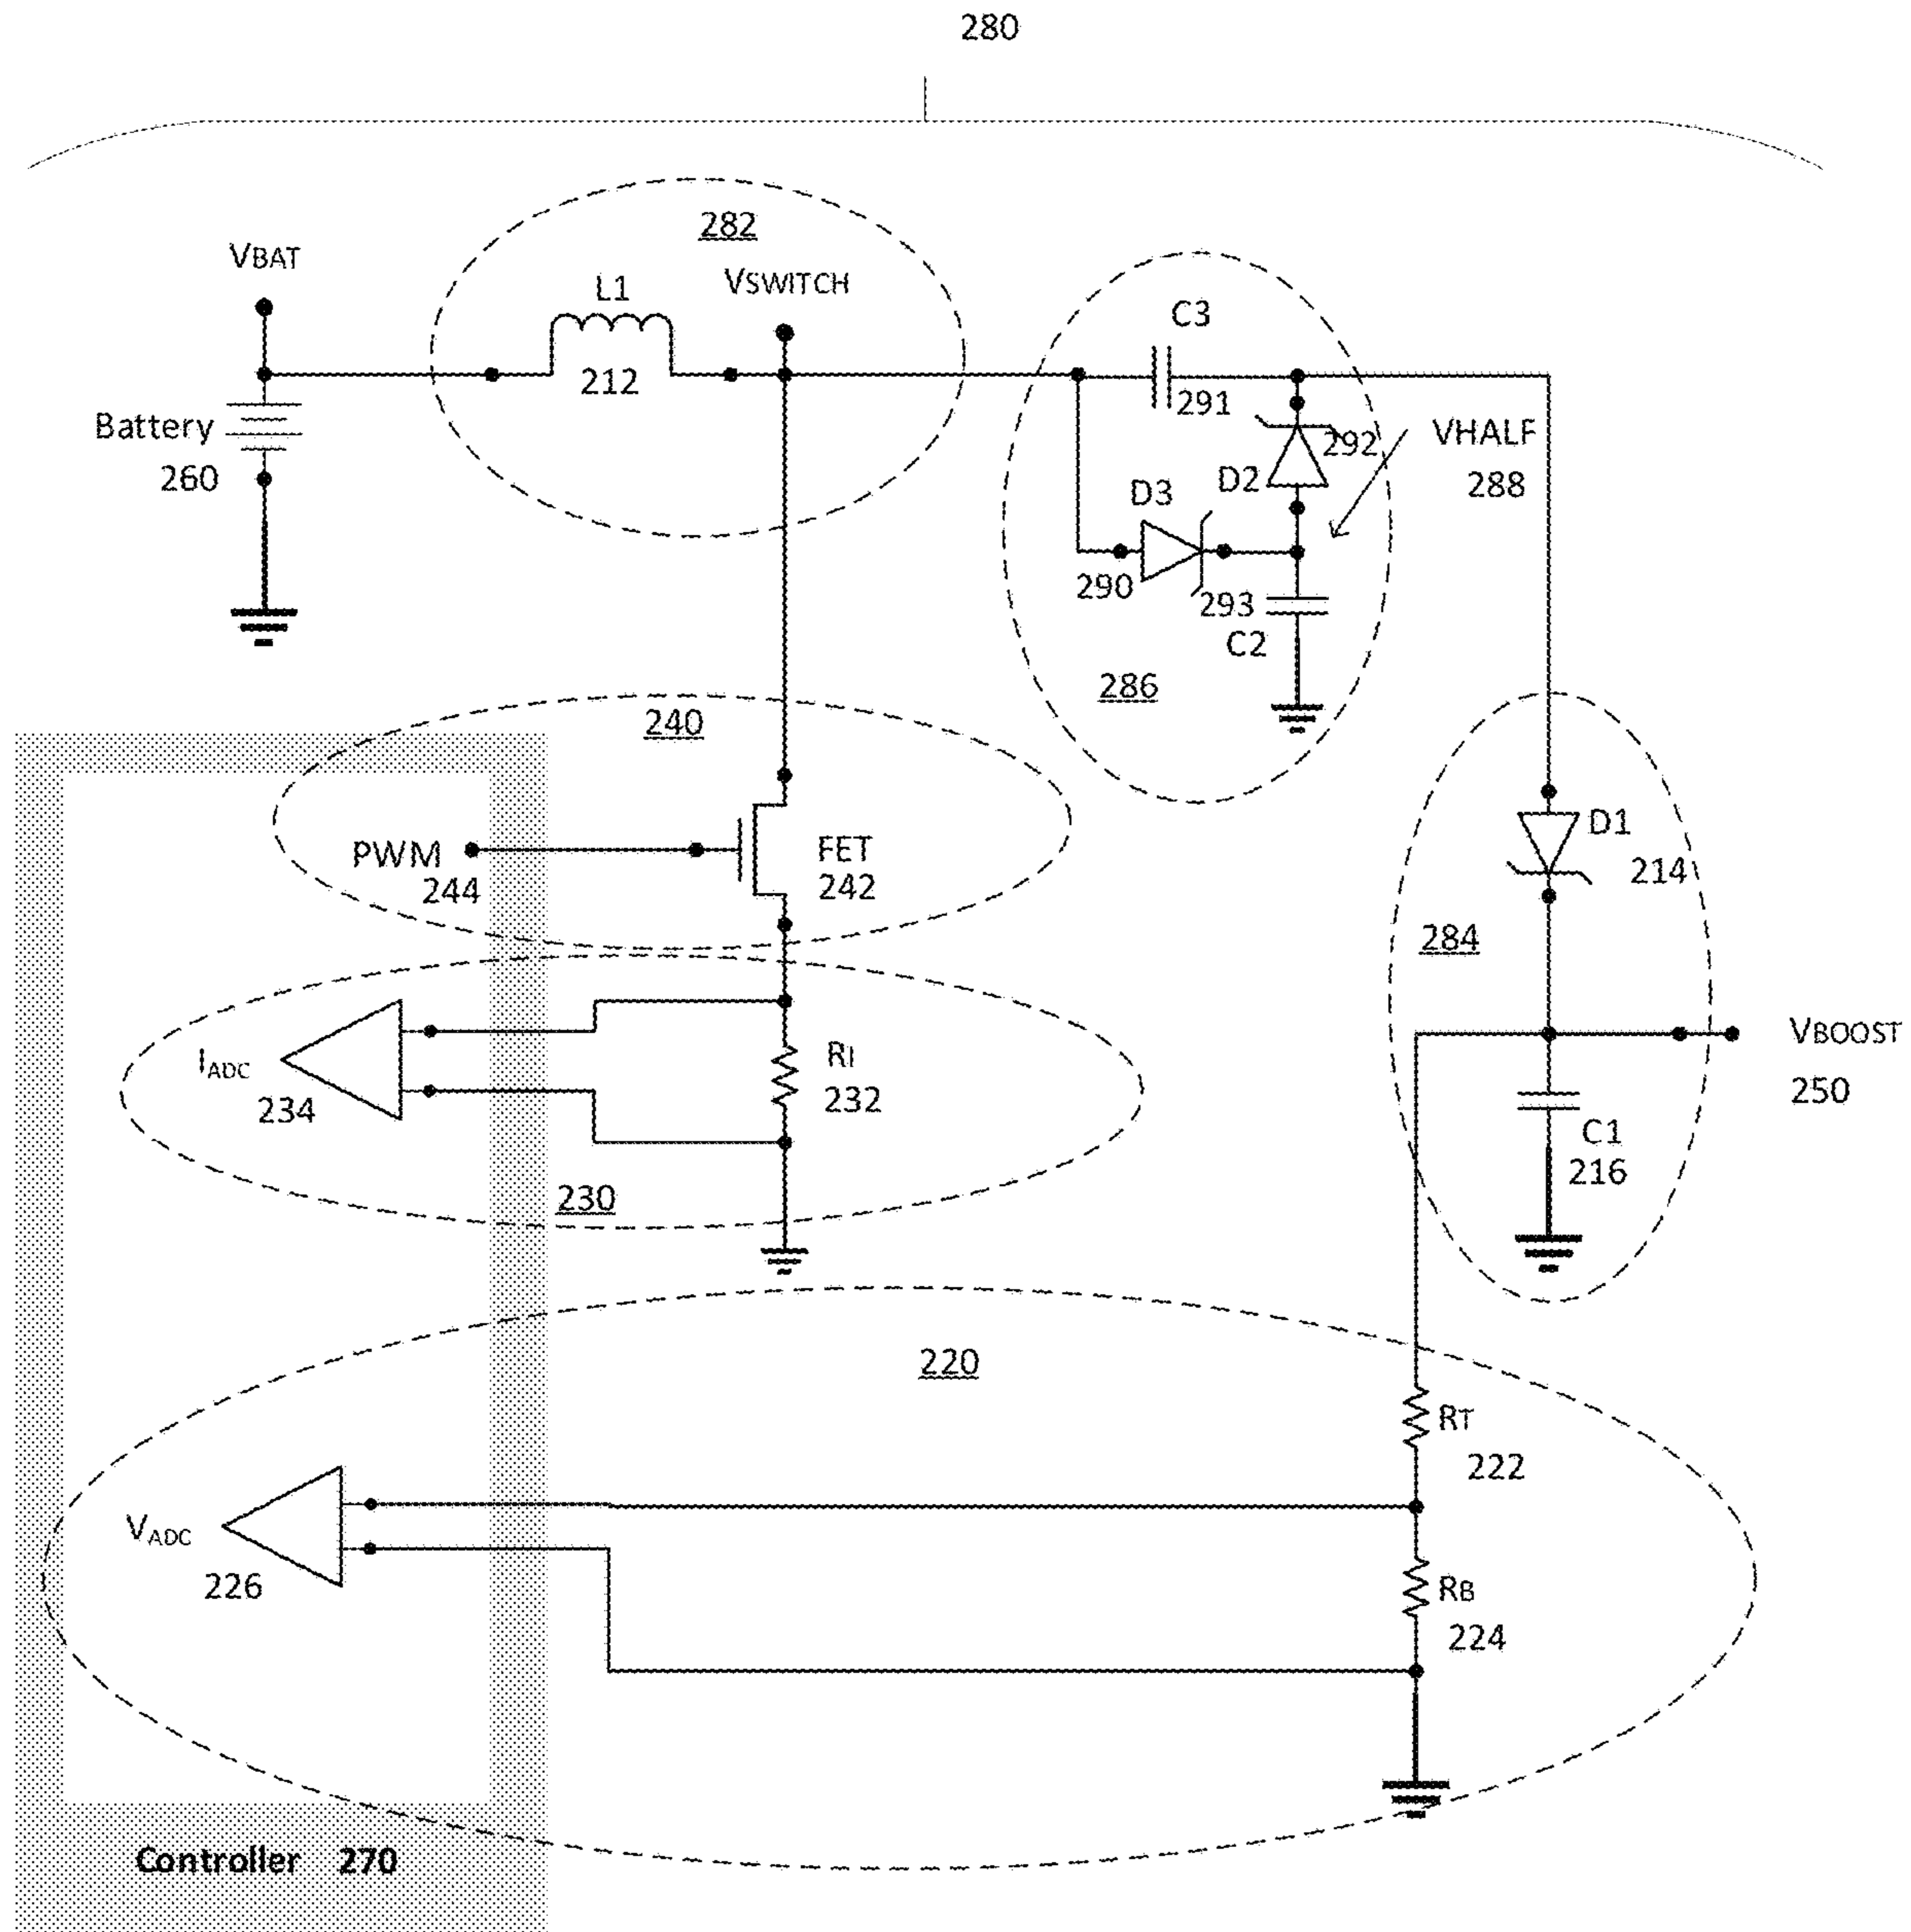 280
282
VBAT
VSWITCH
L1
212
C3
291
Battery
260
292
VHALF
288
D2
D3
290
293
C2
286
240
PWM
244
FET
242
D1
214
284
IADC
234
RI
232
VBOOST
250
C1
216
230
220
RT
222
VADC
226
RB
224
Controller 270